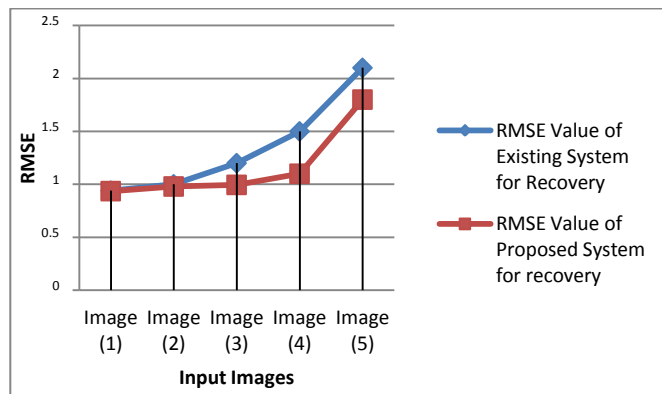 2.5
2
1.5
1
0.5
0
RMSE
Image
(1)
Image
(2)
Image
(3)
Image
(4)
Image
(5)
Input Images
RMSE Value of
Existing System
for Recovery
RMSE Value of
Proposed System
for recovery